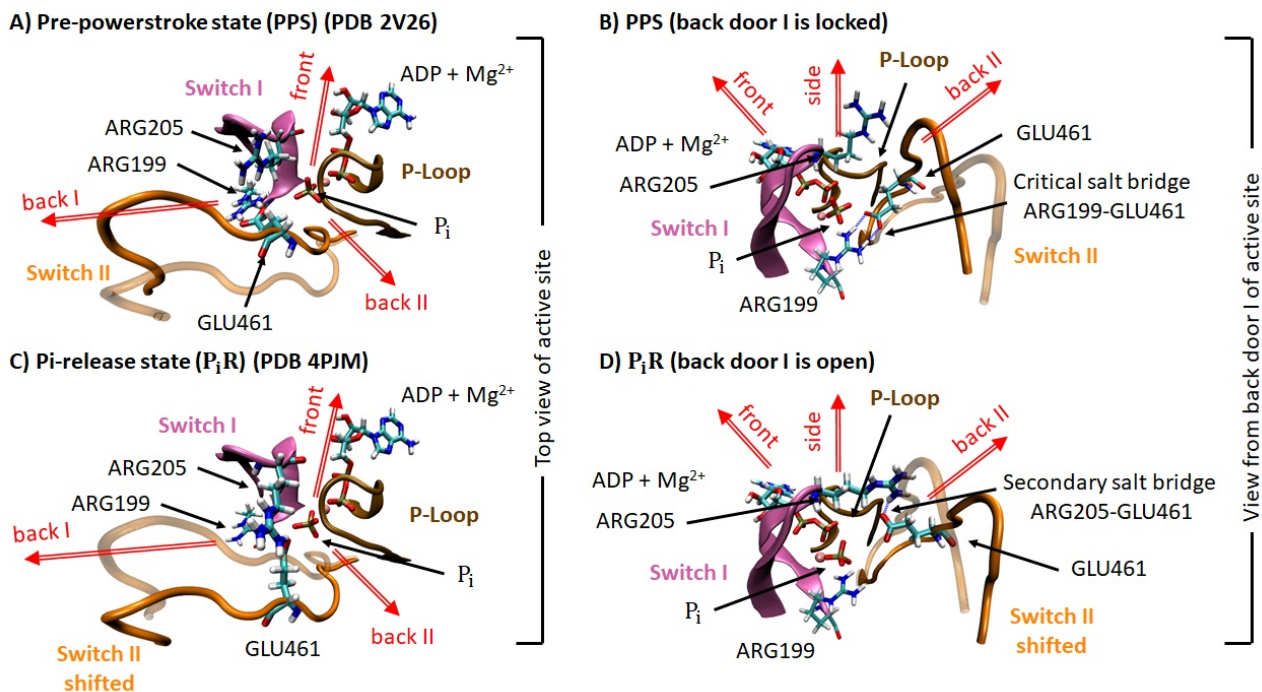 A) Pre-powerstroke state (PPS) (PDB 2V26)
Switch I
front
ADP + Mg²⁺
ARG205
ARG199
P-Loop
back I
Pᵢ
Switch II
back II
GLU461
Top view of active site
B) PPS (back door I is locked)
P-Loop
front
side
back II
GLU461
ADP + Mg²⁺
ARG205
Critical salt bridge
ARG199-GLU461
Switch I
Pᵢ
Switch II
ARG199
View from back door I of active site
C) Pi-release state (PᵢR) (PDB 4PJM)
front
ADP + Mg²⁺
Switch I
ARG205
ARG199
P-Loop
back I
Pᵢ
back II
GLU461
Switch II
shifted
D) PᵢR (back door I is open)
P-Loop
front
side
back II
ADP + Mg²⁺
Secondary salt bridge
ARG205-GLU461
ARG205
Switch I
GLU461
Pᵢ
Switch II
shifted
ARG199